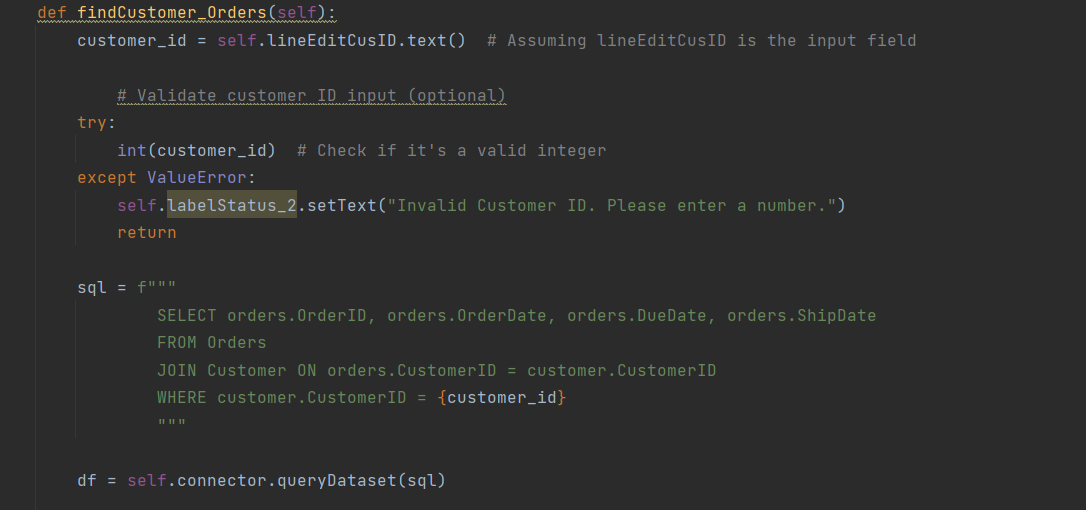 def findCustomer_Orders(self):
customer_id = self.lineEditCusID.text()  # Assuming lineEditCusID is the input field
# Validate customer ID input (optional)
try:
int(customer_id)  # Check if it's a valid integer
except ValueError:
self.labelStatus_2.setText("Invalid Customer ID. Please enter a number.")
return
sql = f"""
SELECT orders.OrderID, orders.OrderDate, orders.DueDate, orders.ShipDate
FROM Orders
JOIN Customer ON orders.CustomerID = customer.CustomerID
WHERE customer.CustomerID = {customer_id}
"""
df = self.connector.queryDataset(sql)